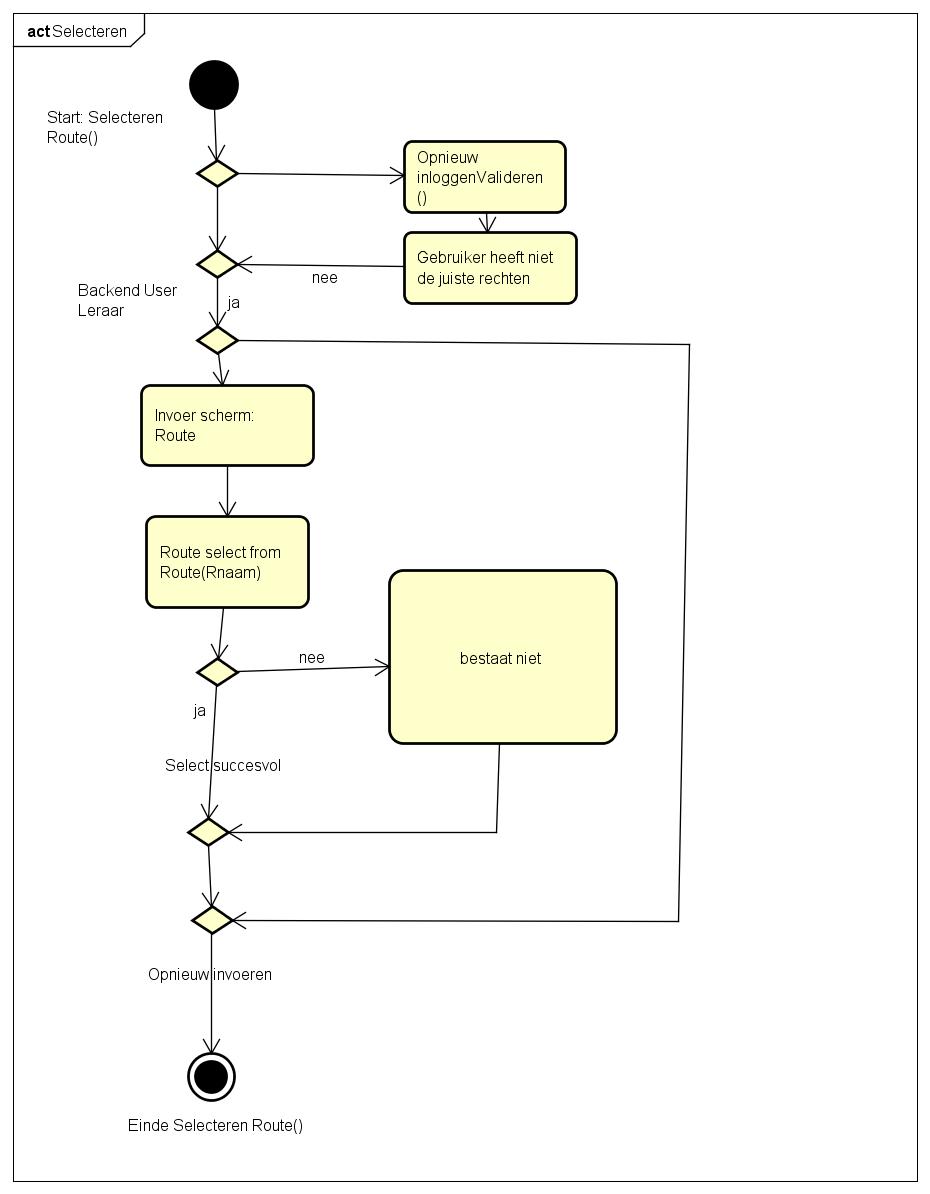 act Selecteren
Start: Selecteren
Route()
Opnieuw
inloggenValideren
()
Gebruiker heeft niet
de juiste rechten
nee
Backend User
Leraar
ja
Invoer scherm:
Route
Route select from
Route(Rnaam)
nee
bestaat niet
ja
Select succesvol
Opnieuw invoeren
Einde Selecteren Route()